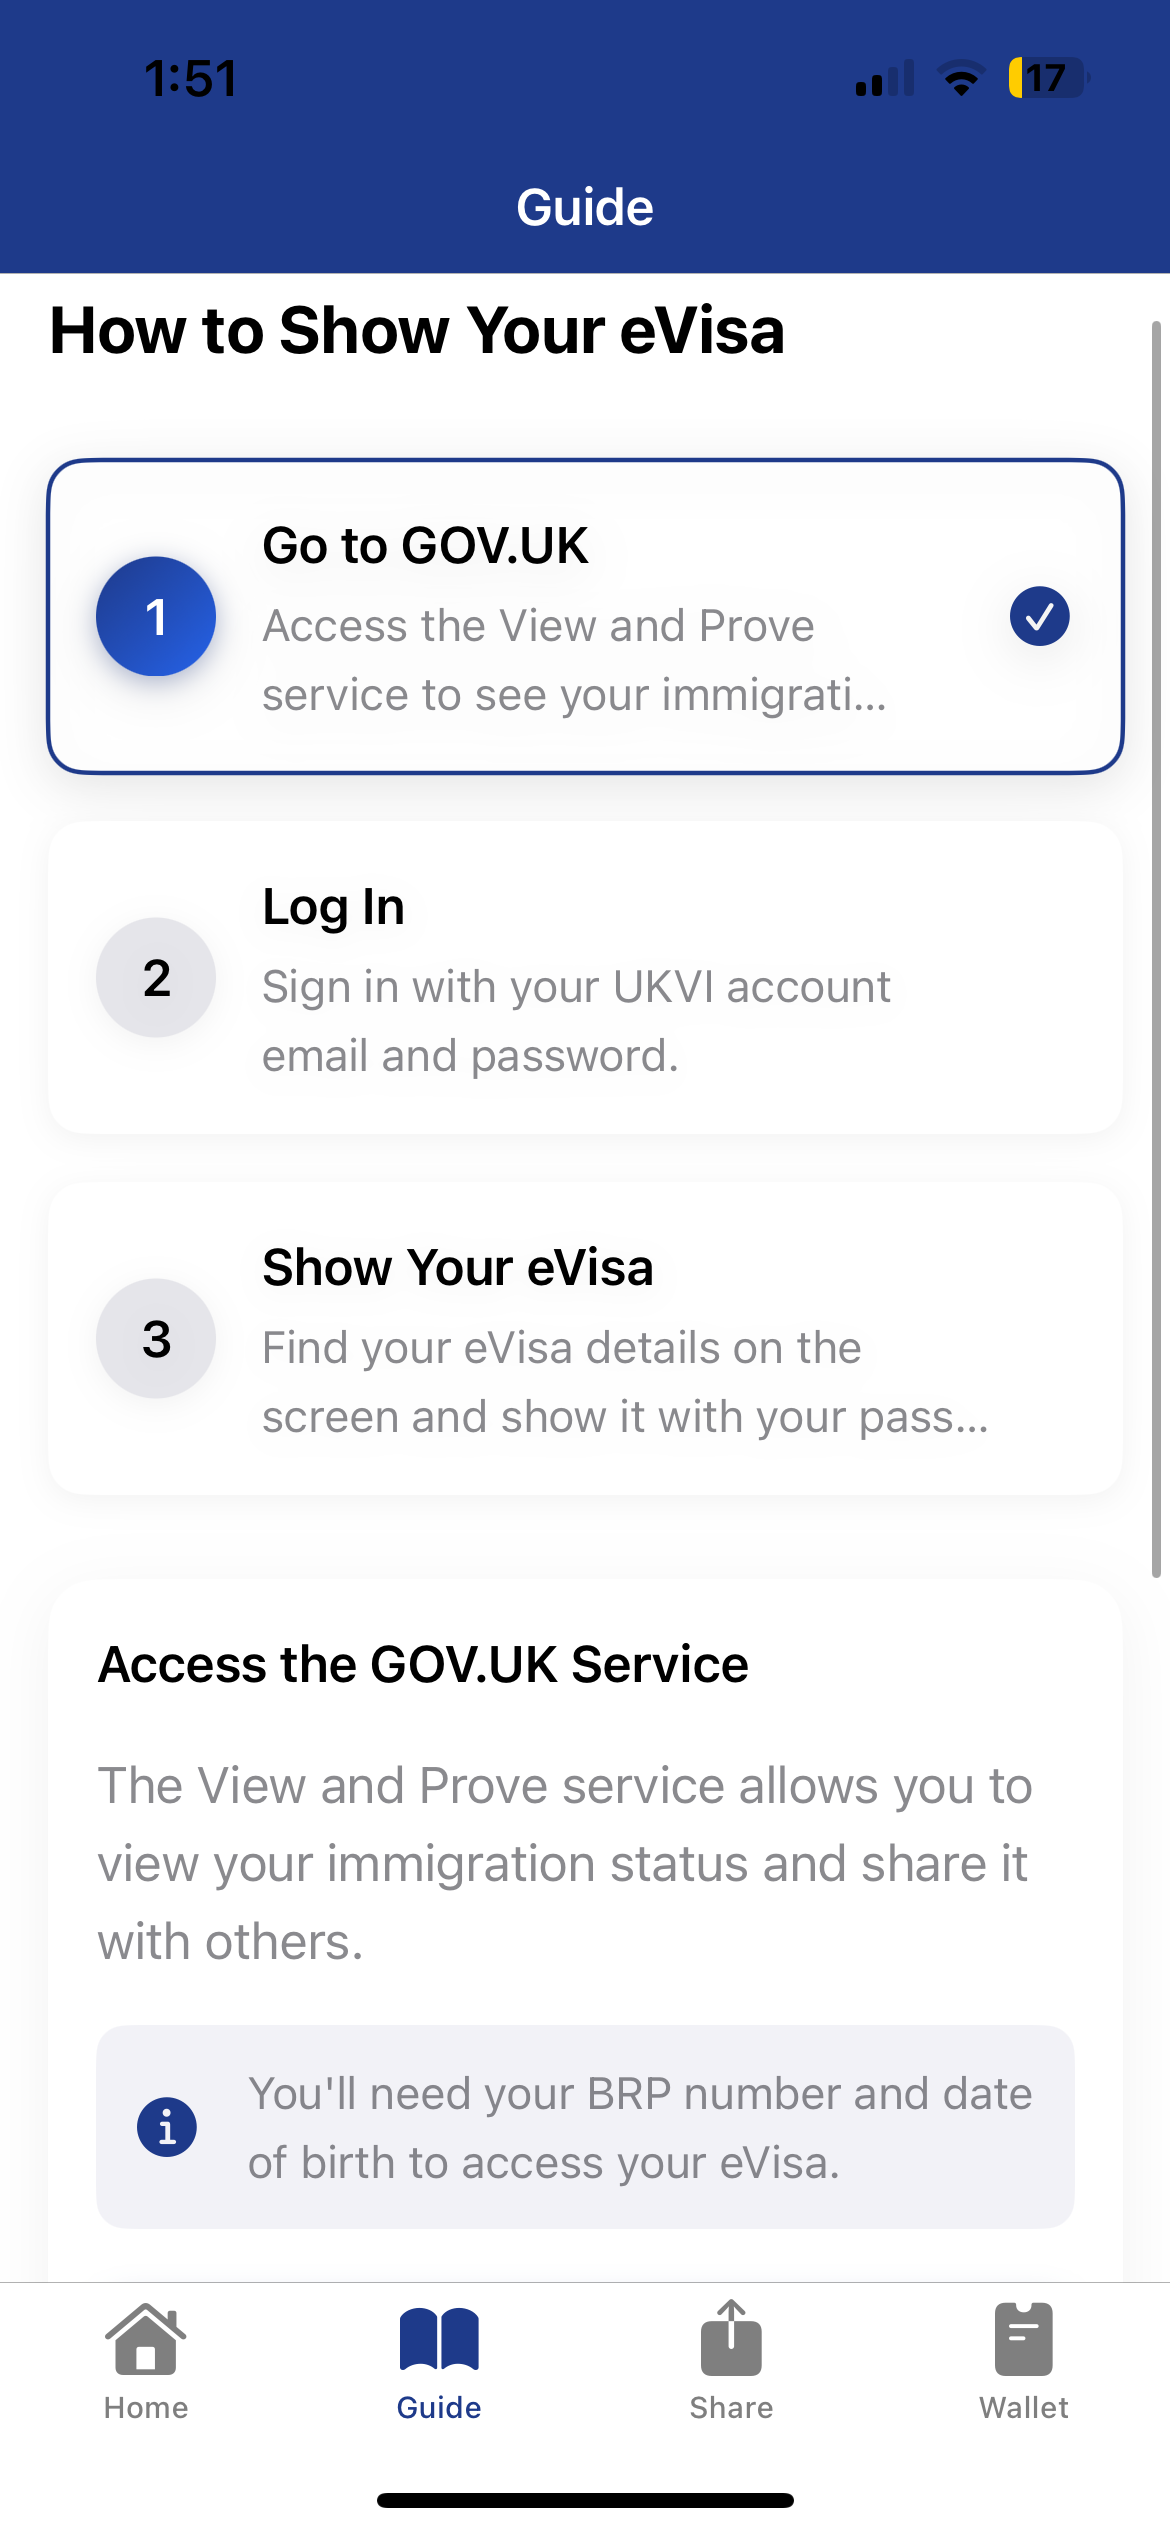 1:51
17
Guide
How to Show Your eVisa
1
Go to GOV.UK
Access the View and Prove
service to see your immigrati...
2
Log In
Sign in with your UKVI account
email and password.
3
Show Your eVisa
Find your eVisa details on the
screen and show it with your pass...
Access the GOV.UK Service
The View and Prove service allows you to
view your immigration status and share it
with others.
You'll need your BRP number and date
of birth to access your eVisa.
Home
Guide
Share
Wallet